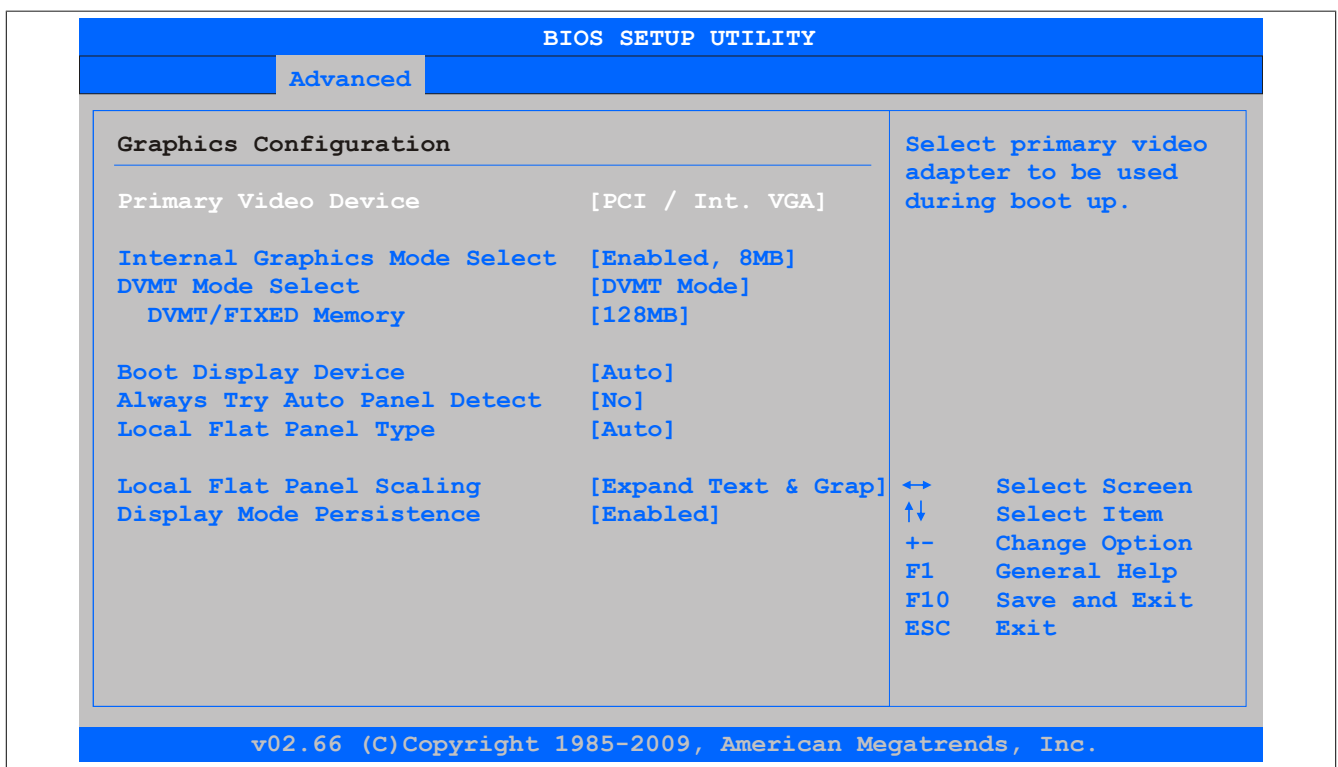 BIOS SETUP UTILITY
Advanced
Graphics Configuration
Primary Video Device [PCI / Int. VGA]
Internal Graphics Mode Select [Enabled, 8MB]
DVMT Mode Select [DVMT Mode]
DVMT/FIXED Memory [128MB]
Boot Display Device [Auto]
Always Try Auto Panel Detect [No]
Local Flat Panel Type [Auto]
Local Flat Panel Scaling [Expand Text & Grap]
Display Mode Persistence [Enabled]
Select primary video
adapter to be used
during boot up.
↔ Select Screen
↑↓ Select Item
+- Change Option
F1 General Help
F10 Save and Exit
ESC Exit
v02.66 (C)Copyright 1985-2009, American Megatrends, Inc.